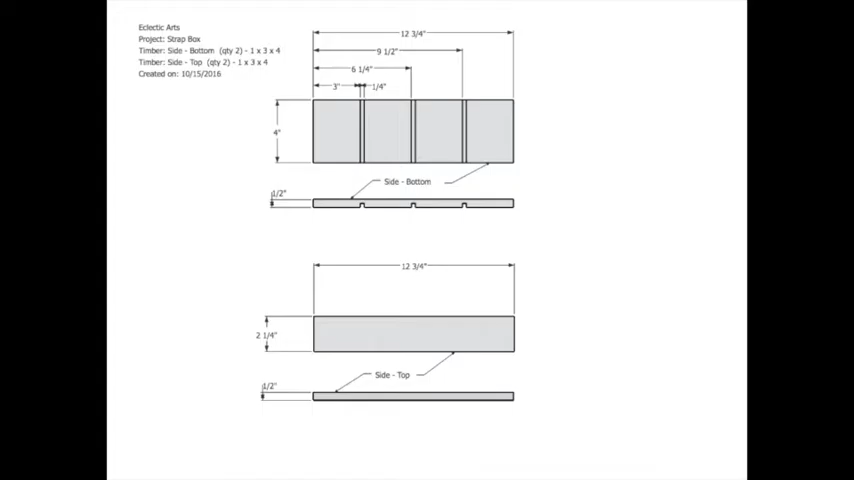 Eclectic Arts
Project: Strap Box
Timber: Side - Bottom (qty 2) - 1 x 3 x 4
Timber: Side - Top (qty 2) - 1 x 3 x 4
Created on: 10/15/2016
12 3/4"
9 1/2"
6 1/4"
3" 1/4"
4"
Side - Bottom
1/2"
12 3/4"
2 1/4"
Side - Top
1/2"